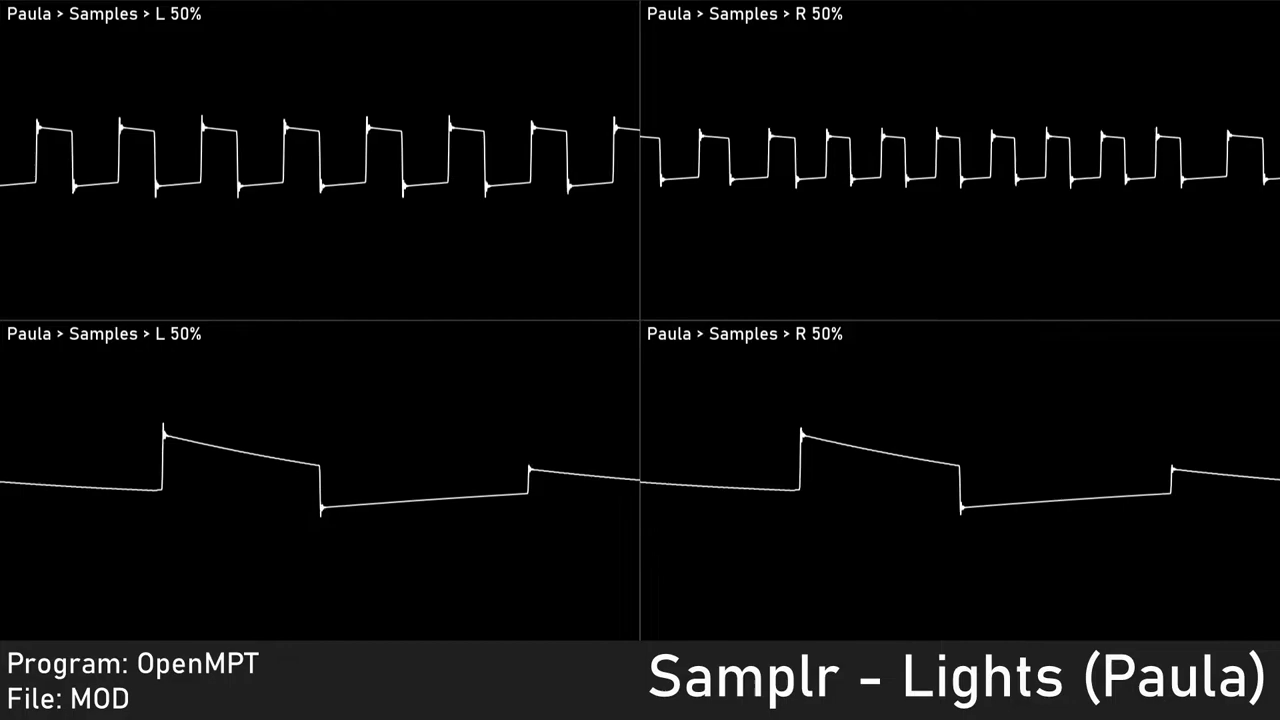 Paula > Samples > L 50%
Paula > Samples > R 50%
Paula > Samples > L 50%
Paula > Samples > R 50%
Program: OpenMPT
File: MOD
Samplr - Lights (Paula)